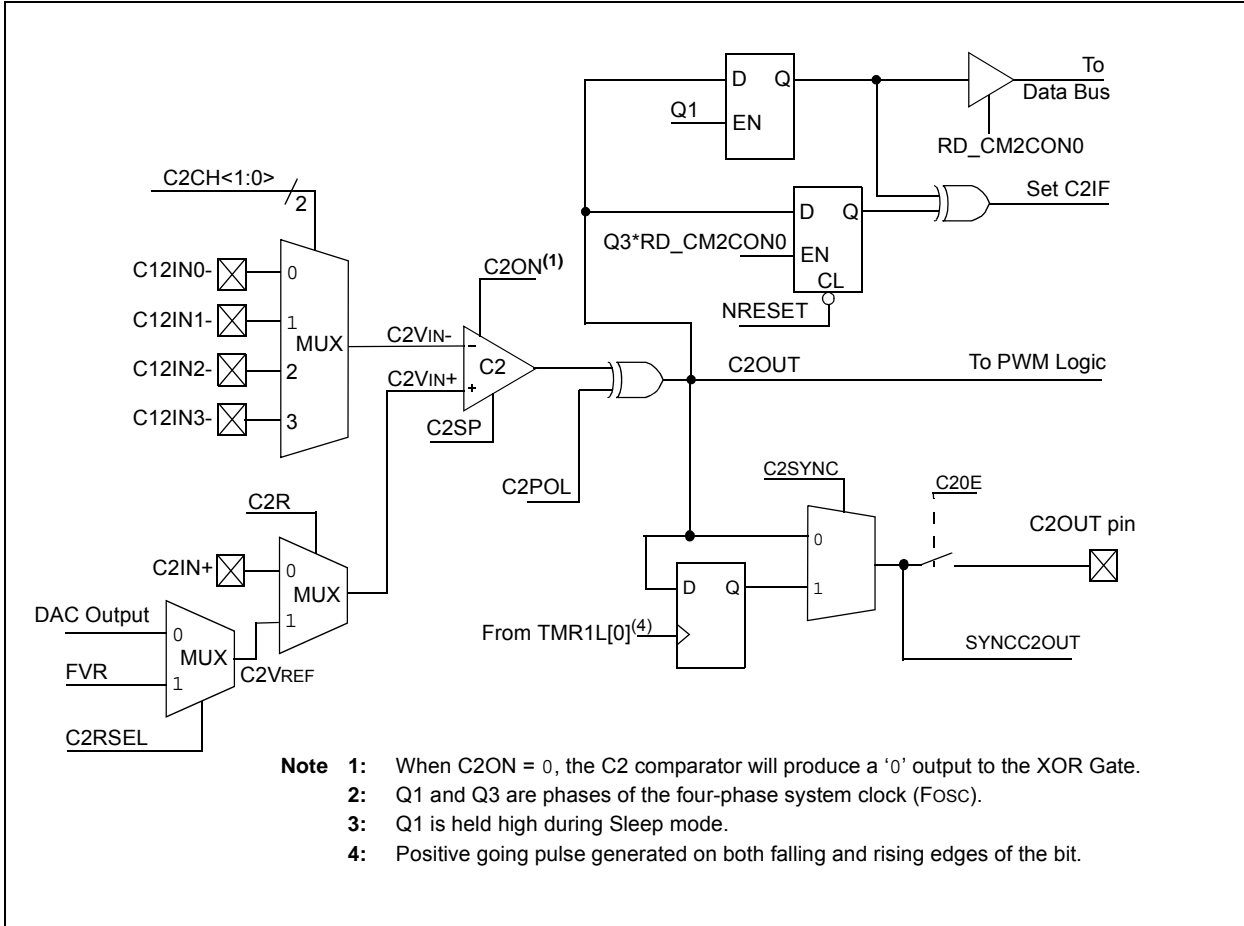 To
Data Bus
D Q
Q1
EN
RD_CM2CON0
C2CH<1:0>
2
Set C2IF
D Q
Q3*RD_CM2CON0
EN
CL
NRESET
C12IN0-
0
C12IN1-
1
MUX
C12IN2-
2
C12IN3-
3
C2ON(1)
C2VIN-
-
C2
C2VIN+
+
C2SP
C2POL
C2OUT
To PWM Logic
C2R
C2IN+
0
MUX
1
DAC Output
0
MUX
FVR
1
C2VREF
C2RSEL
C2SYNC
C20E
C2OUT pin
0
D Q
1
From TMR1L[0](4)
SYNCC2OUT
Note 1: When C2ON = 0, the C2 comparator will produce a ‘0’ output to the XOR Gate.
2: Q1 and Q3 are phases of the four-phase system clock (FOSC).
3: Q1 is held high during Sleep mode.
4: Positive going pulse generated on both falling and rising edges of the bit.